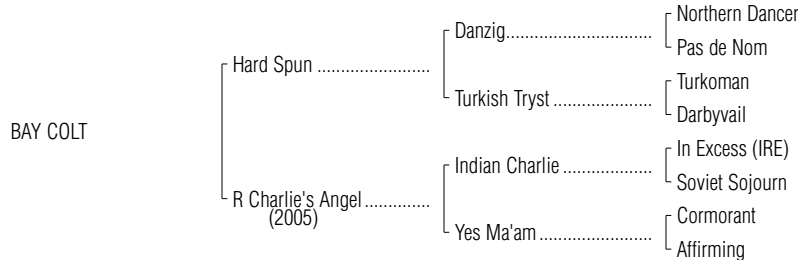 Northern Dancer
Danzig..............................
Pas de Nom
Hard Spun ........................
Turkoman
Turkish Tryst .....................
Darbyvail
BAY COLT
In Excess (IRE)
Indian Charlie ...................
Soviet Sojourn
R Charlie's Angel ..............
(2005)
Cormorant
Yes Ma'am .......................
Affirming